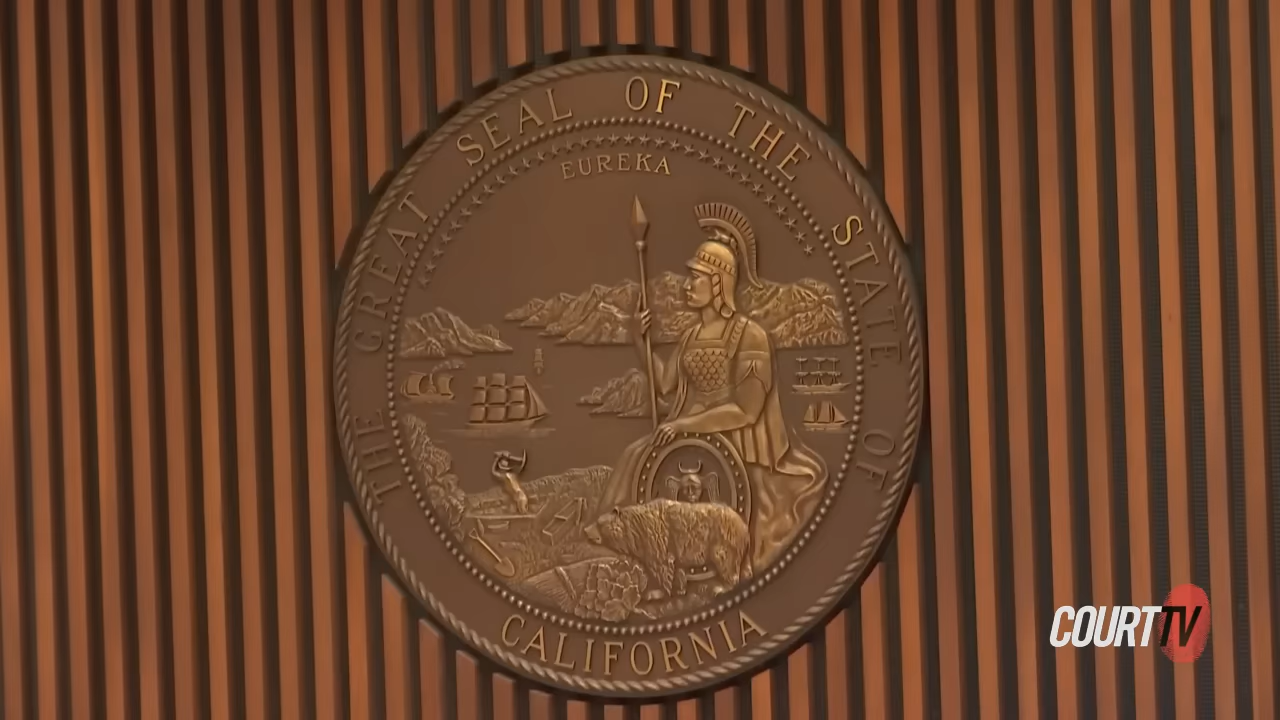 THE GREAT SEAL OF THE STATE OF CALIFORNIA
EUREKA
COURT TV